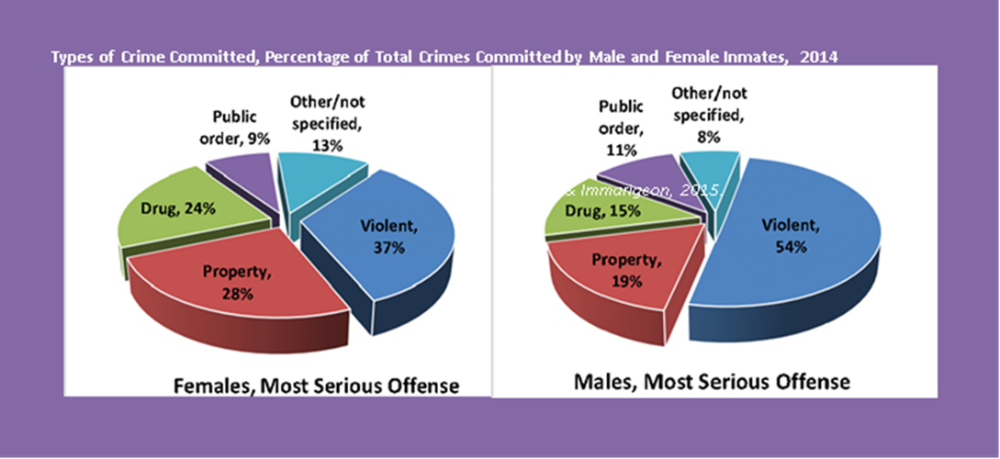 Types of Crime Committed, Percentage of Total Crimes Committed by Male and Female Inmates, 2014
Public
order, 9%
Other/not
specified,
13%
Drug, 24%
Violent,
37%
Property,
28%
Females, Most Serious Offense
Public
order,
11%
Other/not
specified,
8%
& Immarigeon, 2015.
Drug, 15%
Violent,
54%
Property,
19%
Males, Most Serious Offense